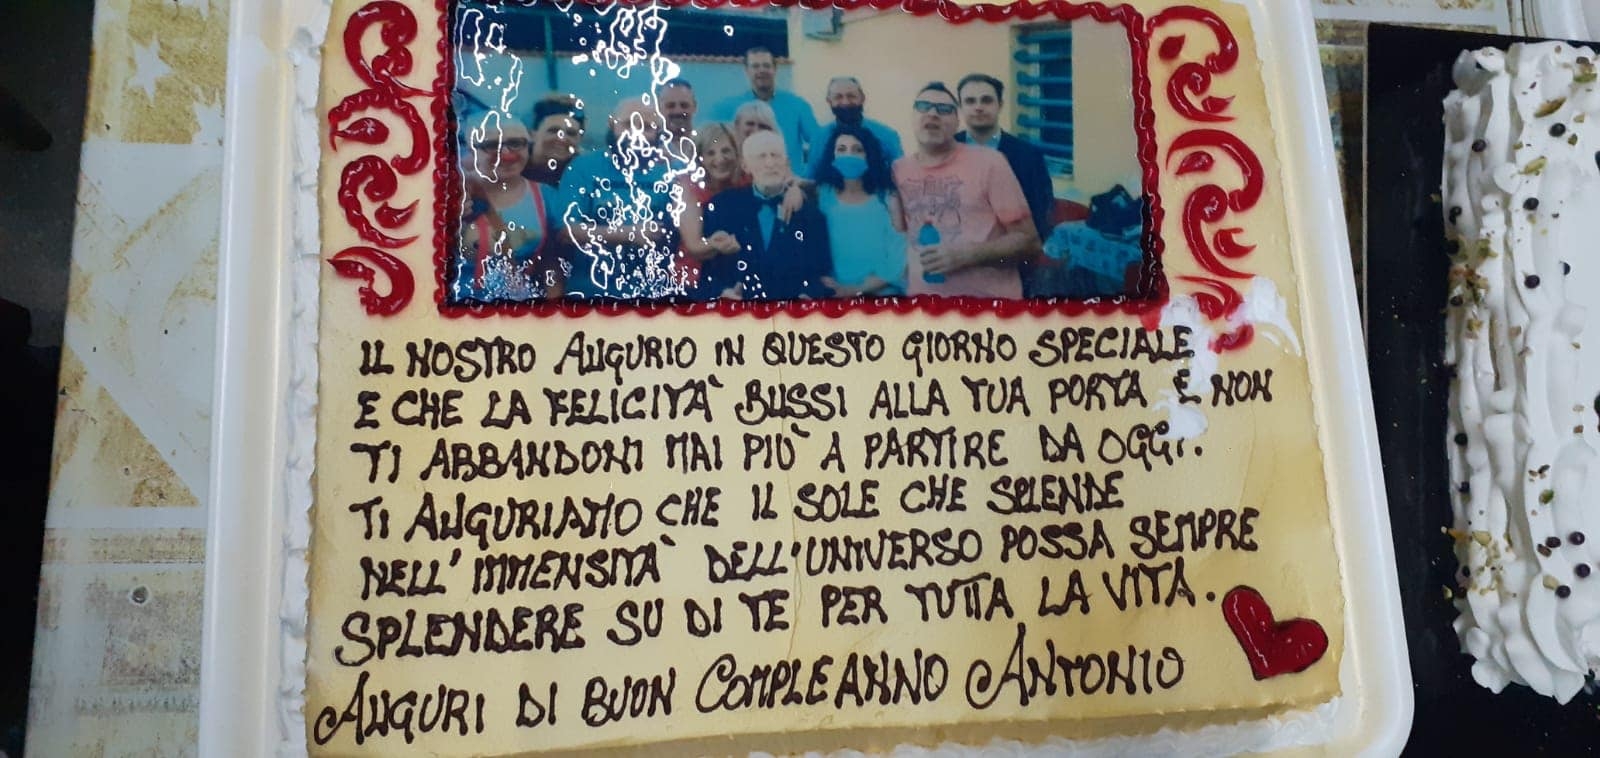 IL NOSTRO AUGURIO IN QUESTO GIORNO SPECIALE
E CHE LA FELICITÀ BUSSI ALLA TUA PORTA E NON
TI ABBANDONI MAI PIÙ A PARTIRE DA OGGI.
TI AUGURIAMO CHE IL SOLE CHE SPLENDE
NELL'IMMENSITÀ DELL'UNIVERSO POSSA SEMPRE
SPLENDERE SU DI TE PER TUTTA LA VITA.
AUGURI DI BUON COMPLEANNO ANTONIO